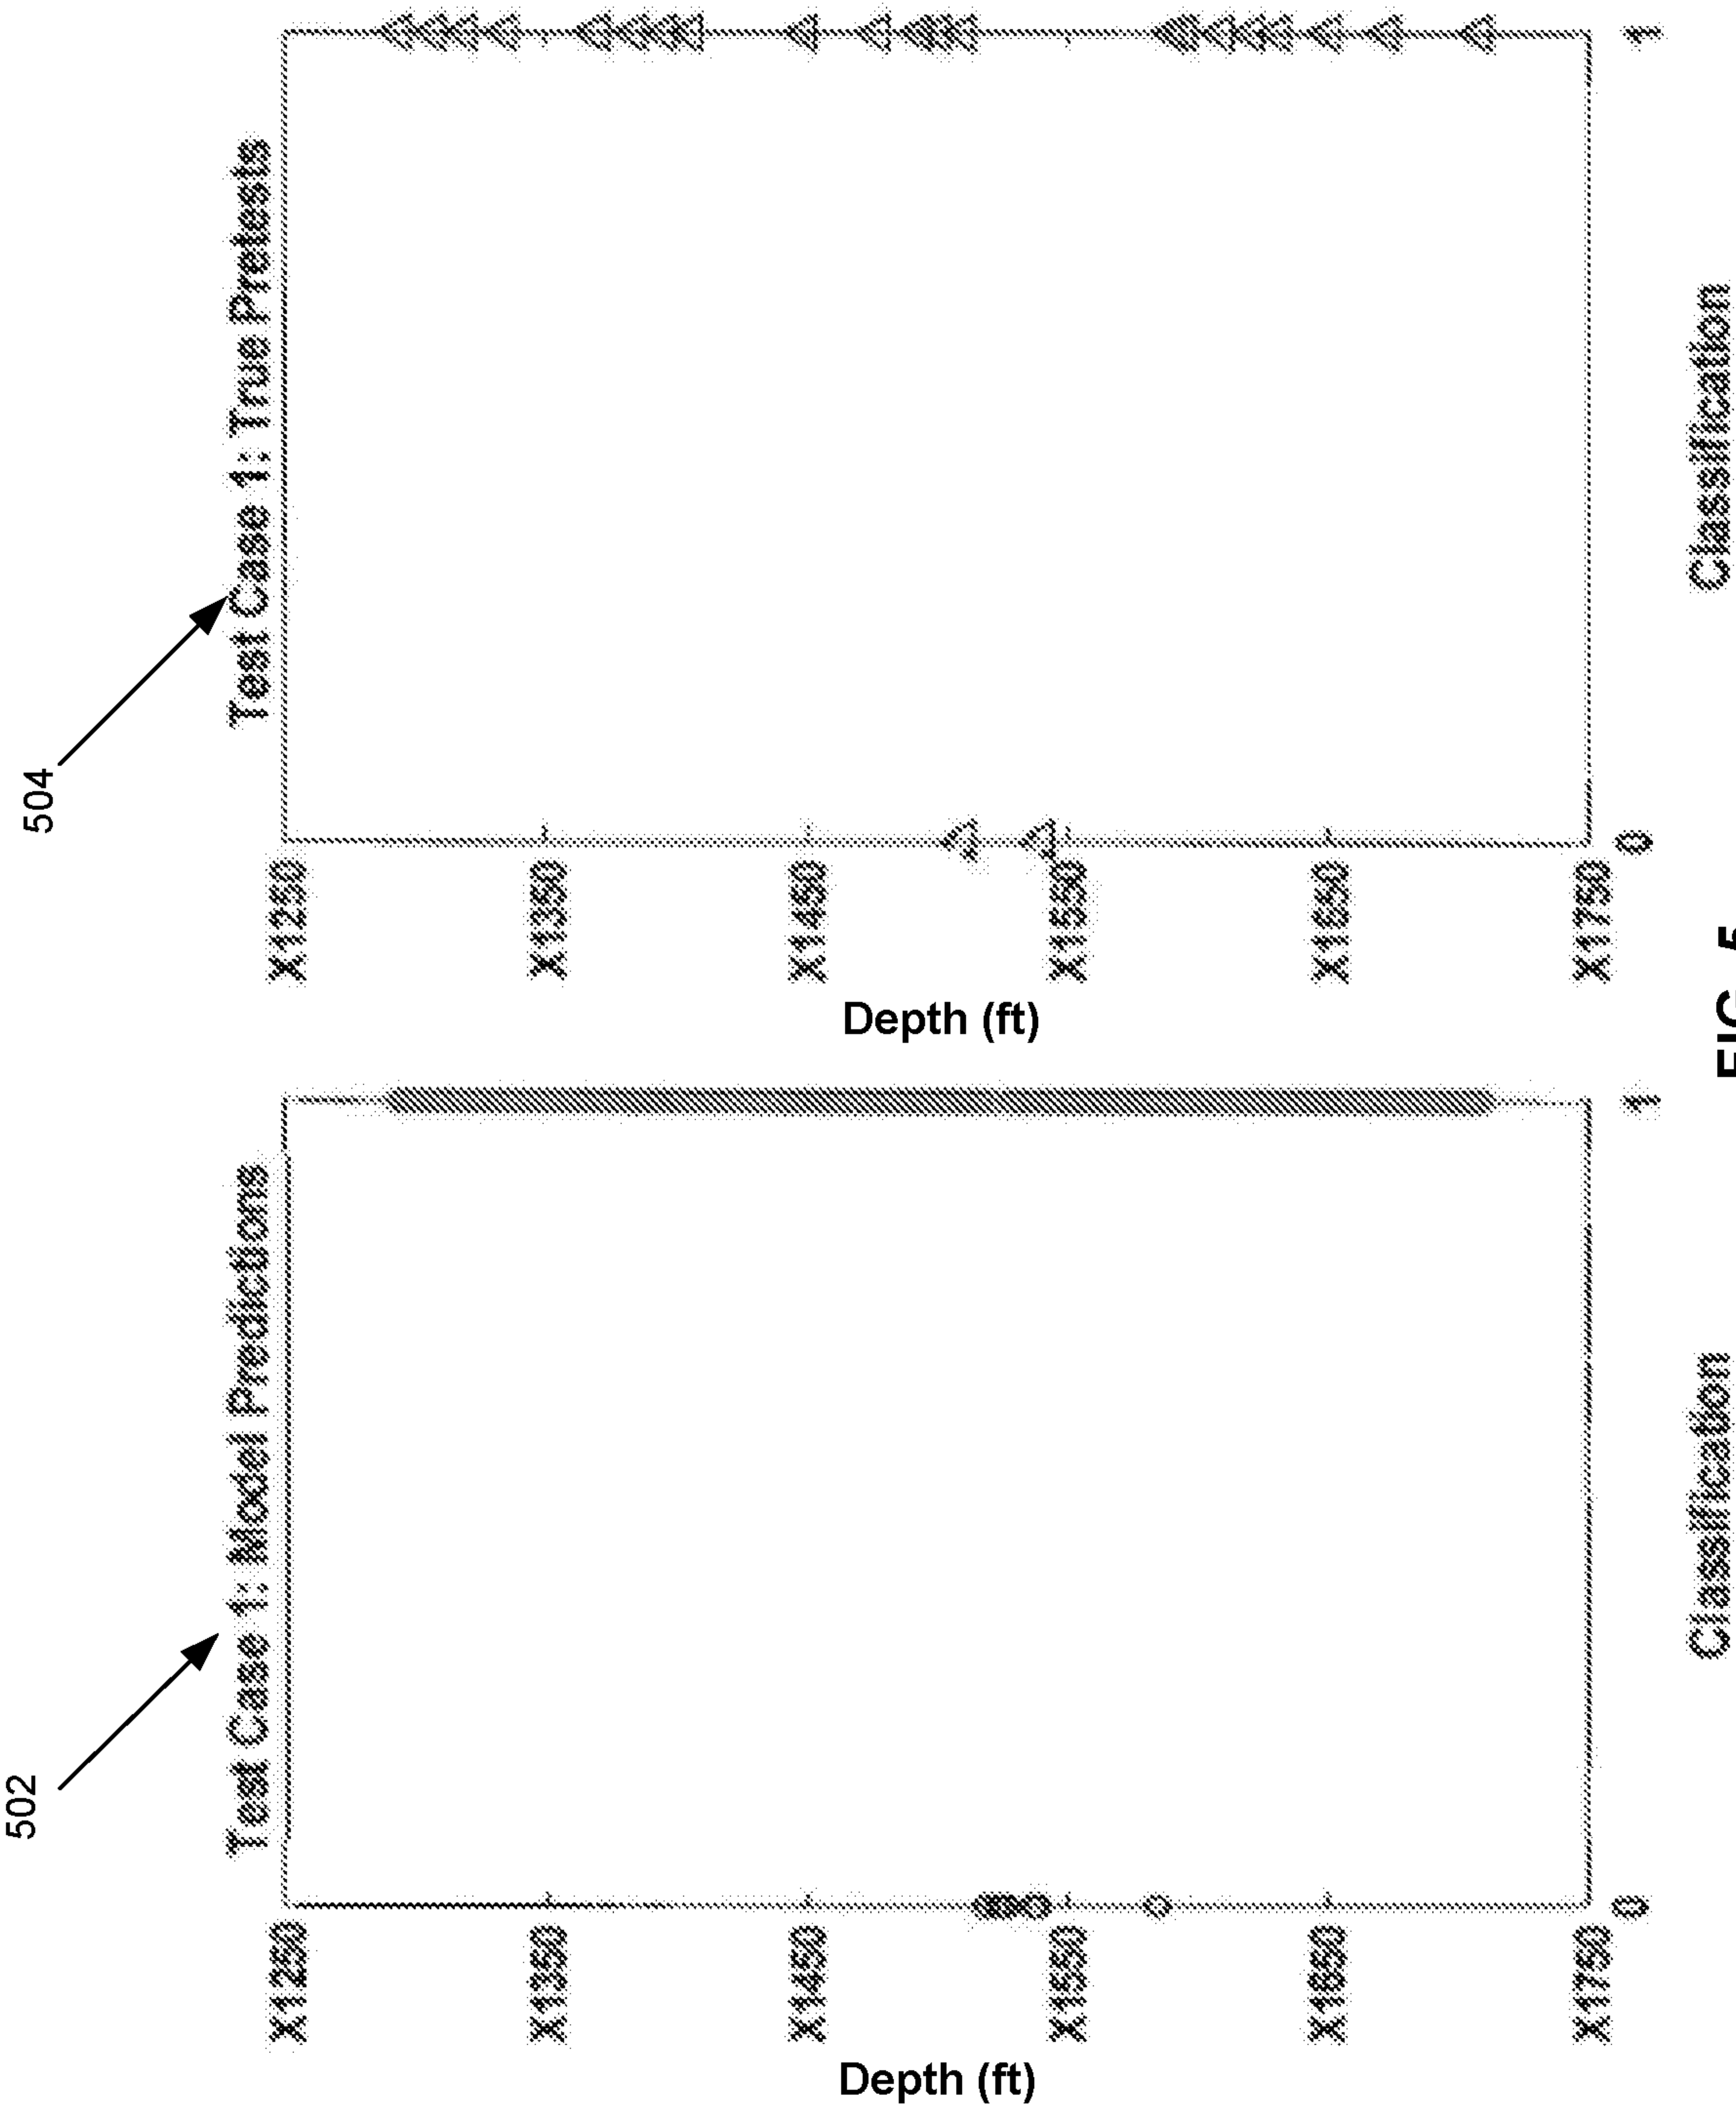 502
Test Case 1: Model Predictions
X1250
X1350
X1450
X1550
X1650
X1750
Depth (ft)
0
1
Classification
504
Test Case 1: True Pretests
X1250
X1350
X1450
X1550
X1650
X1750
Depth (ft)
0
1
Classification
FIG. 5